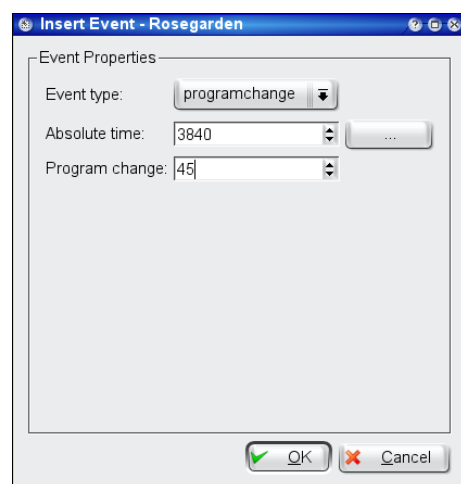 Insert Event - Rosegarden
Event Properties
Event type: programchange
Absolute time: 3840 ...
Program change: 45
OK Cancel